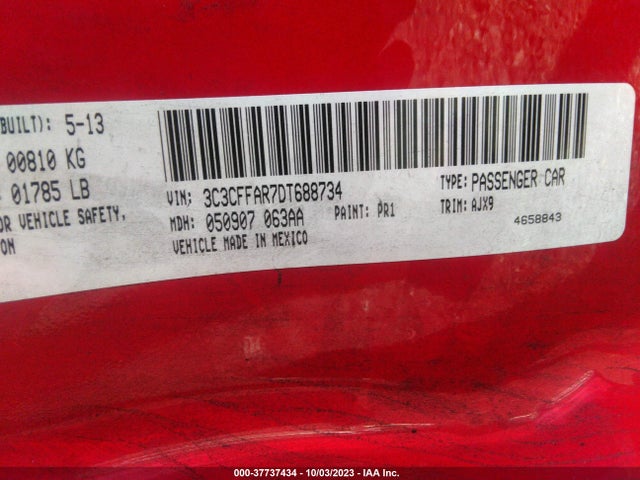 BUILT): 5-13
00810 KG
01785 LB
OR VEHICLE SAFETY,
ION
VIN: 3C3CFFAR7DT688734
TYPE: PASSENGER CAR
MDH: 050907 063AA
PAINT: PR1
TRIM: AJX9
VEHICLE MADE IN MEXICO
4658843
000-37737434 - 10/03/2023 - IAA Inc.